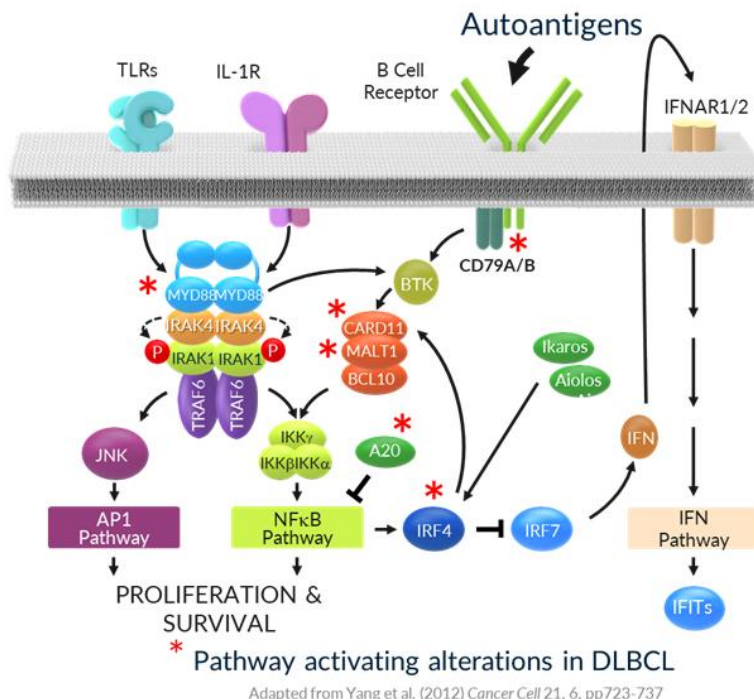 Autoantigens
TLRs
IL-1R
B Cell
Receptor
IFNAR1/2
CD79A/B
*
*
MYD88
MYD88
BTK
IRAK4
IRAK4
P
IRAK1
IRAK1
P
TRAF6
TRAF6
*
CARD11
*
MALT1
BCL10
Ikaros
Aiolos
JNK
IKKγ
IKKβ
IKKα
A20
*
IFN
AP1
Pathway
NFκB
Pathway
*
IRF4
IRF7
IFN
Pathway
IFITs
PROLIFERATION &
SURVIVAL
* Pathway activating alterations in DLBCL
Adapted from Yang et al. (2012) Cancer Cell 21, 6, pp723-737